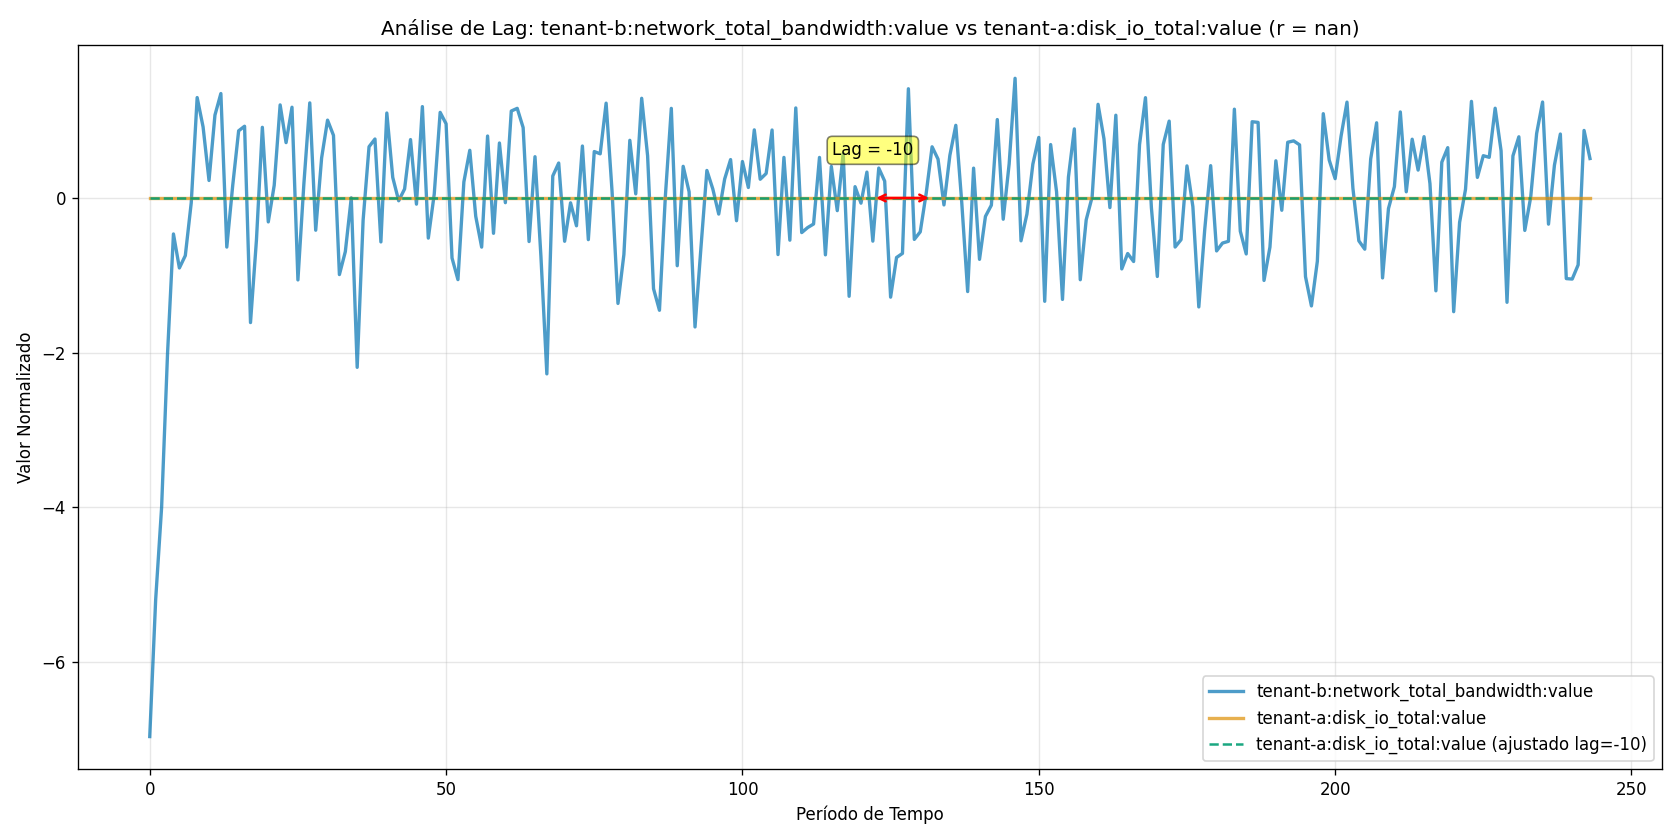 Análise de Lag: tenant-b:network_total_bandwidth:value vs tenant-a:disk_io_total:value (r = nan)
Valor Normalizado
0
−2
−4
−6
Lag = -10
tenant-b:network_total_bandwidth:value
tenant-a:disk_io_total:value
tenant-a:disk_io_total:value (ajustado lag=-10)
0 50 100 150 200 250
Período de Tempo